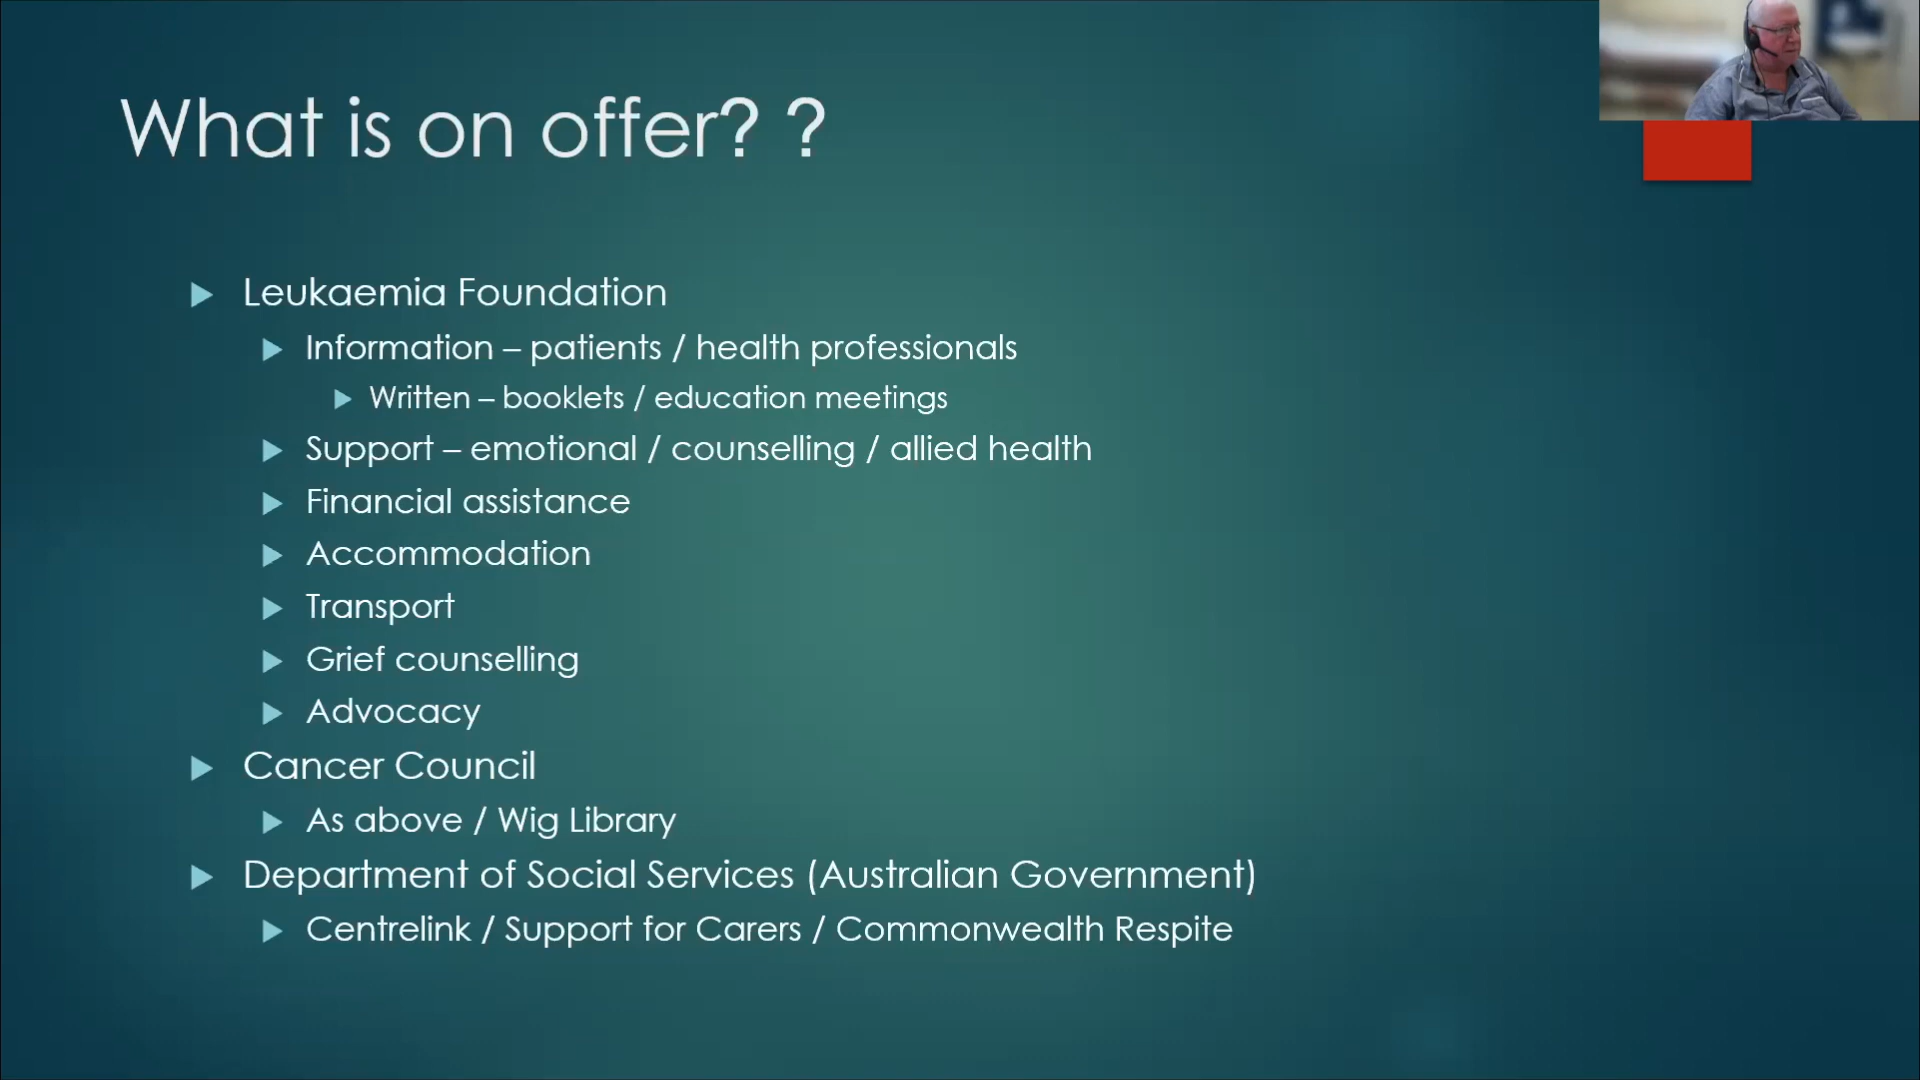 What is on offer? ?
Leukaemia Foundation
Information – patients / health professionals
Written – booklets / education meetings
Support – emotional / counselling / allied health
Financial assistance
Accommodation
Transport
Grief counselling
Advocacy
Cancer Council
As above / Wig Library
Department of Social Services (Australian Government)
Centrelink / Support for Carers / Commonwealth Respite